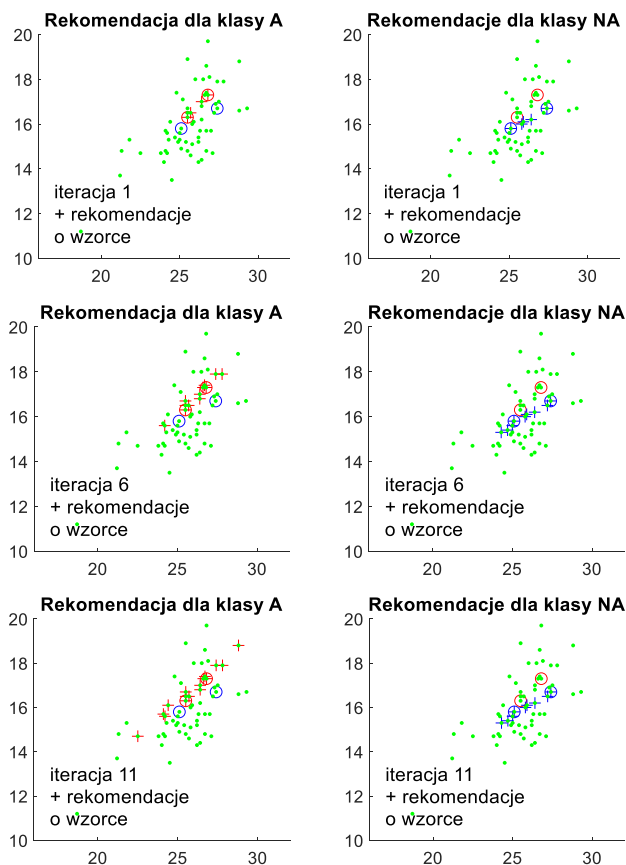 Rekomendacja dla klasy A
20
18
16
14
12
10
20
25
30
iteracja 1
+ rekomendacje
o wzorce
Rekomendacje dla klasy NA
20
18
16
14
12
10
20
25
30
iteracja 1
+ rekomendacje
o wzorce
Rekomendacja dla klasy A
20
18
16
14
12
10
20
25
30
iteracja 6
+ rekomendacje
o wzorce
Rekomendacje dla klasy NA
20
18
16
14
12
10
20
25
30
iteracja 6
+ rekomendacje
o wzorce
Rekomendacja dla klasy A
20
18
16
14
12
10
20
25
30
iteracja 11
+ rekomendacje
o wzorce
Rekomendacje dla klasy NA
20
18
16
14
12
10
20
25
30
iteracja 11
+ rekomendacje
o wzorce